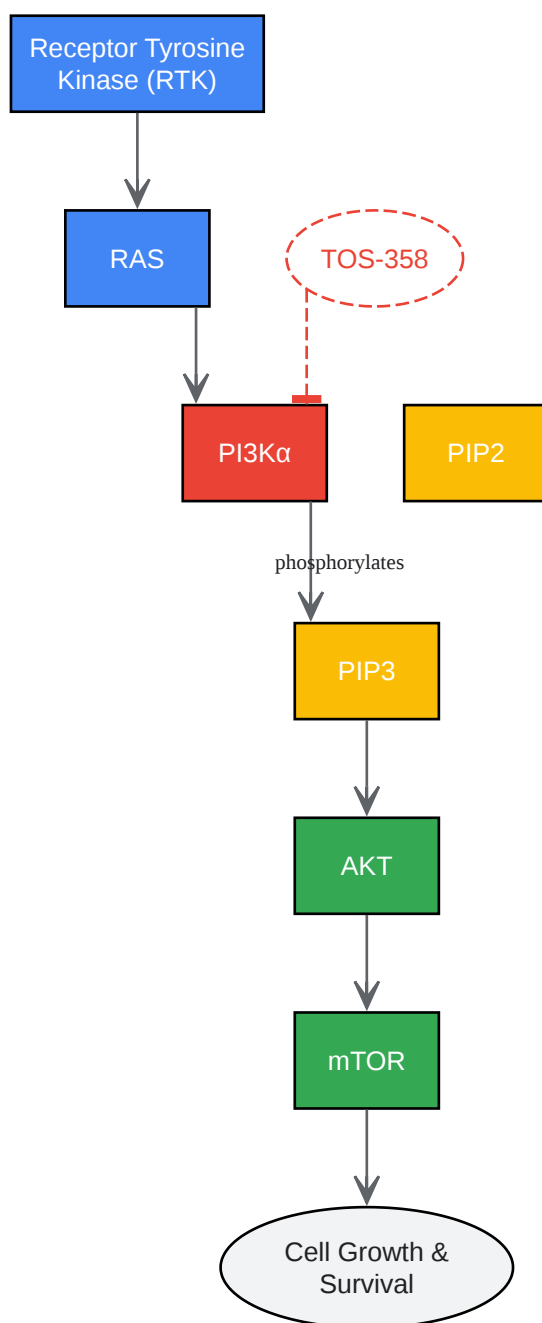 Receptor Tyrosine
Kinase (RTK)
RAS
TOS-358
PI3Kα
PIP2
phosphorylates
PIP3
AKT
mTOR
Cell Growth &
Survival